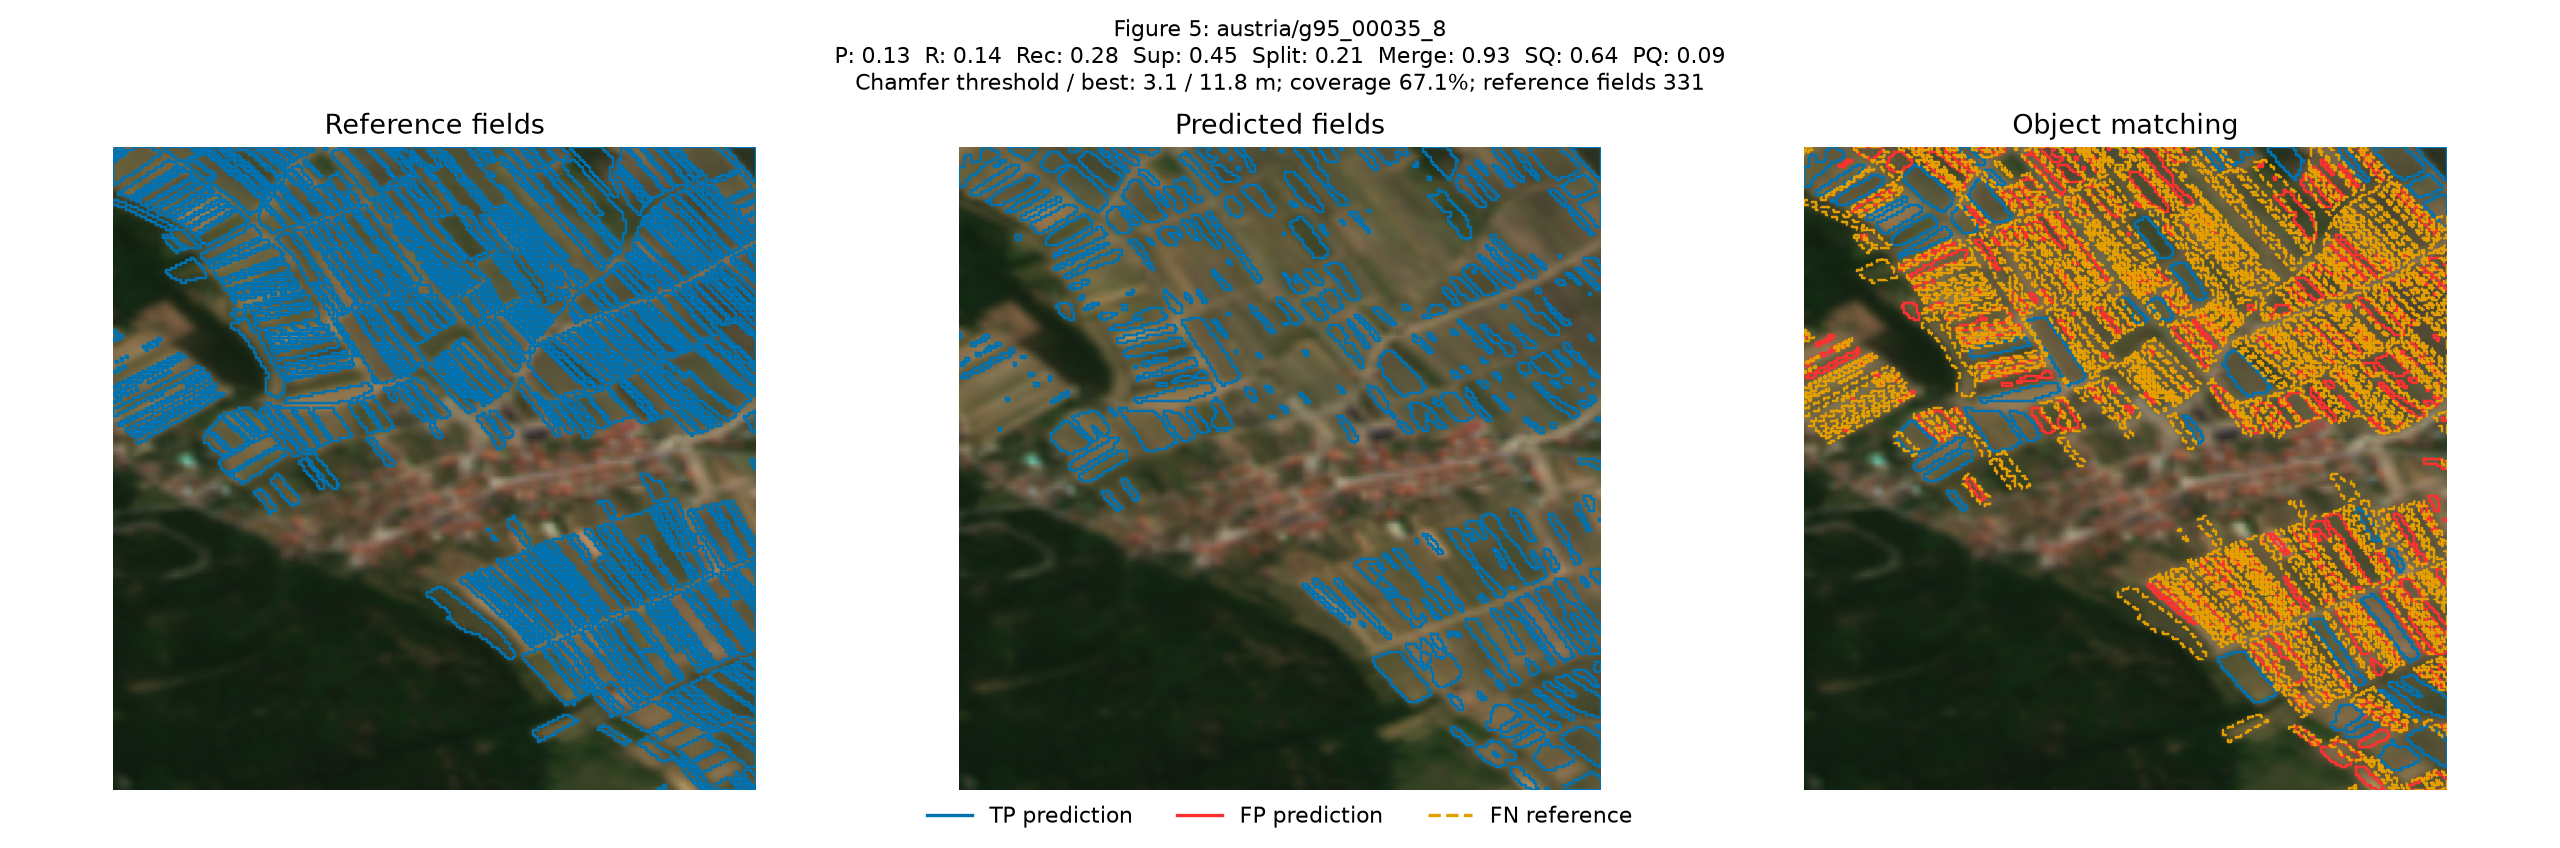 Figure 5: austria/g95_00035_8
P: 0.13 R: 0.14 Rec: 0.28 Sup: 0.45 Split: 0.21 Merge: 0.93 SQ: 0.64 PQ: 0.09
Chamfer threshold / best: 3.1 / 11.8 m; coverage 67.1%; reference fields 331
Reference fields
Predicted fields
Object matching
TP prediction
FP prediction
FN reference